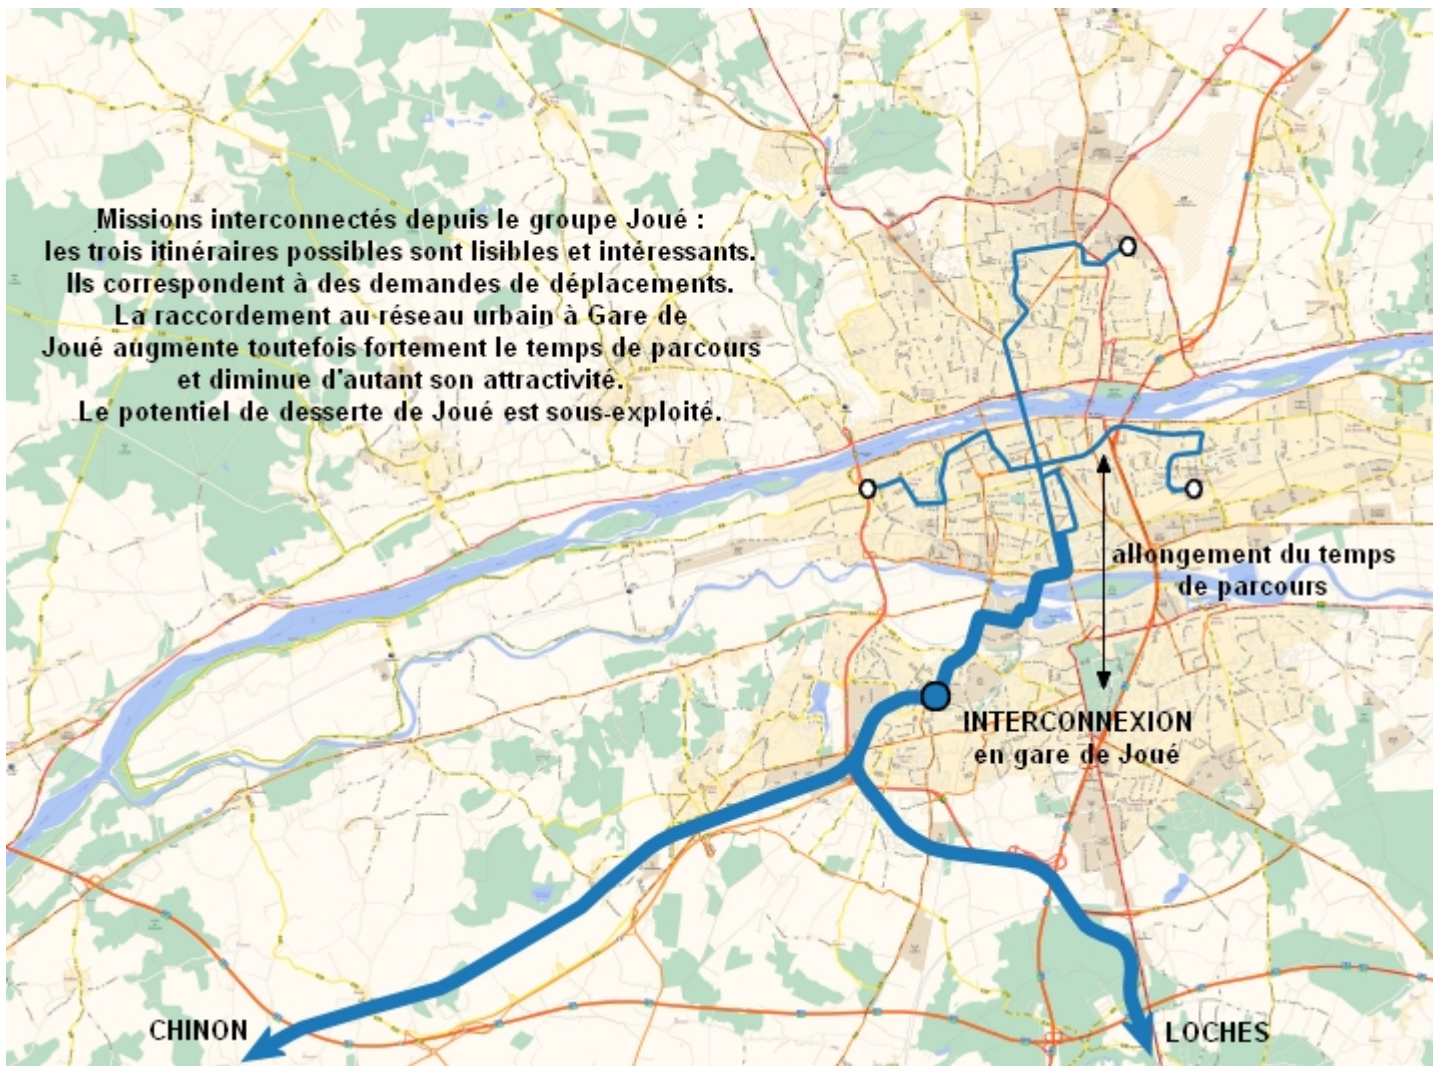 Missions interconnectés depuis le groupe Joué :
les trois itinéraires possibles sont lisibles et intéressants.
Ils correspondent à des demandes de déplacements.
La raccordement au réseau urbain à Gare de
Joué augmente toutefois fortement le temps de parcours
et diminue d'autant son attractivité.
Le potentiel de desserte de Joué est sous-exploité.
allongement du temps
de parcours
INTERCONNEXION
en gare de Joué
CHINON
LOCHES